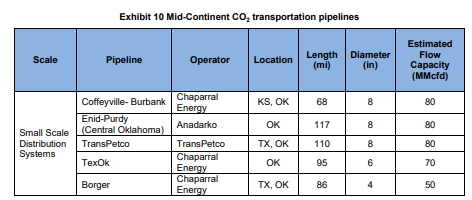 Exhibit 10 Mid-Continent CO₂ transportation pipelines
Scale Pipeline Operator Location Length (mi) Diameter (in) Estimated Flow Capacity (MMcfd)
Small Scale Distribution Systems
Coffeyville- Burbank Chaparral Energy KS, OK 68 8 80
Enid-Purdy (Central Oklahoma) Anadarko OK 117 8 80
TransPetco TransPetco TX, OK 110 8 80
TexOk Chaparral Energy OK 95 6 70
Borger Chaparral Energy TX, OK 86 4 50